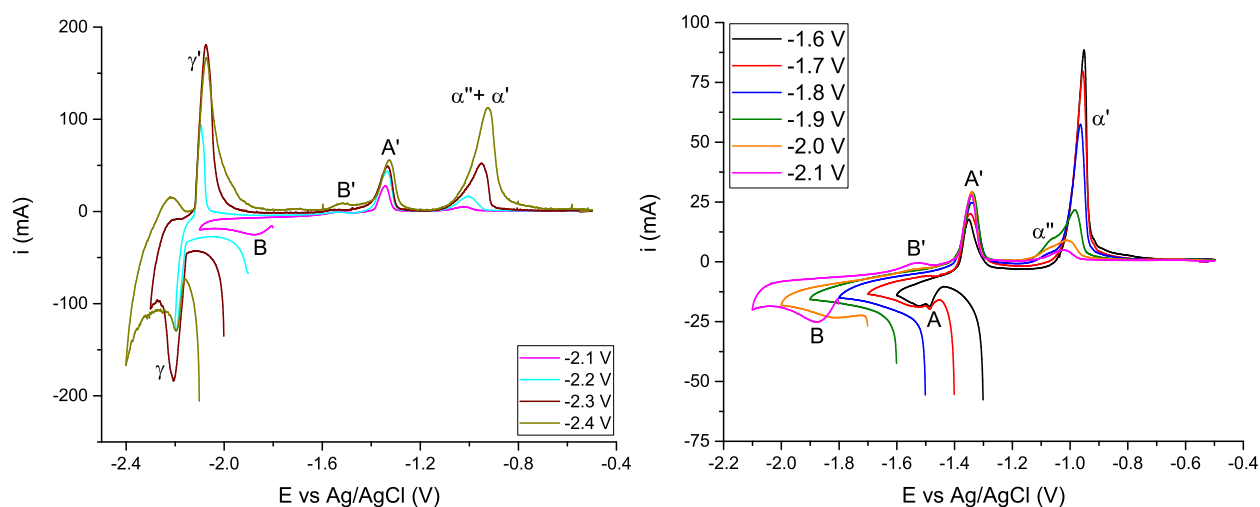 200
100
0
-100
-200
i (mA)
γ'
α''+ α'
A'
B'
B
γ
-2.1 V
-2.2 V
-2.3 V
-2.4 V
-2.4
-2.0
-1.6
-1.2
-0.8
-0.4
E vs Ag/AgCl (V)
100
75
50
25
0
-25
-50
-75
i (mA)
-1.6 V
-1.7 V
-1.8 V
-1.9 V
-2.0 V
-2.1 V
α'
A'
α''
B'
A
B
-2.2
-2.0
-1.8
-1.6
-1.4
-1.2
-1.0
-0.8
-0.6
-0.4
E vs Ag/AgCl (V)